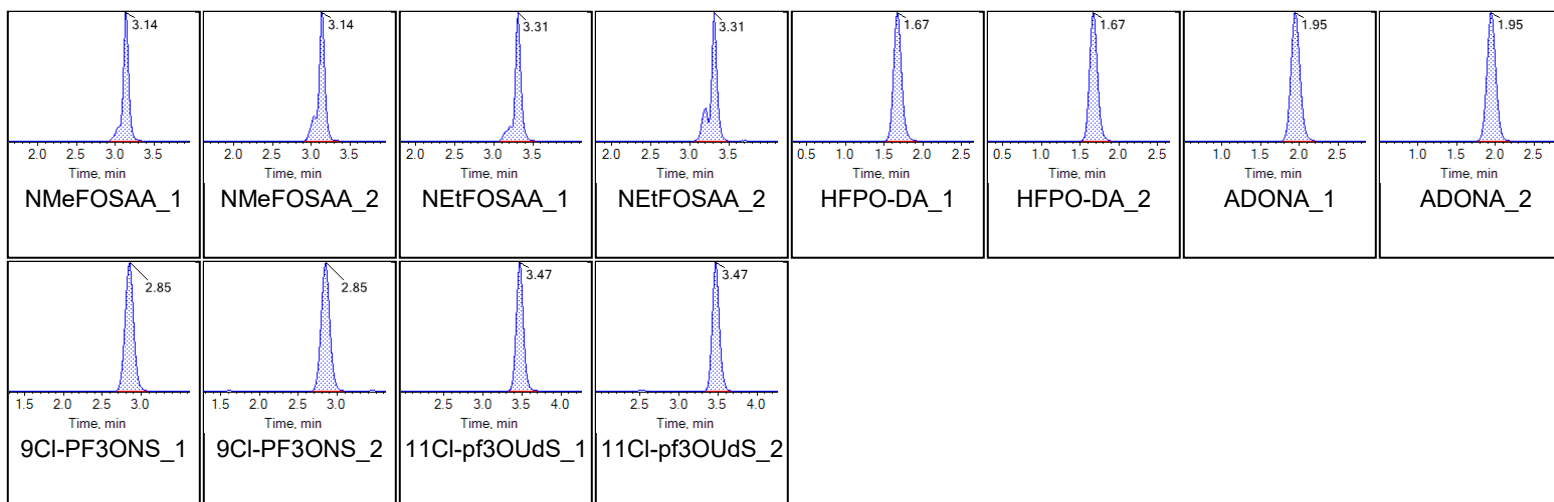 3.14 3.14 3.31 3.31 1.67 1.67 1.95 1.95
2.0 2.5 3.0 3.5 2.0 2.5 3.0 3.5 2.0 2.5 3.0 3.5 2.0 2.5 3.0 3.5 0.5 1.0 1.5 2.0 2.5 0.5 1.0 1.5 2.0 2.5 1.0 1.5 2.0 2.5 1.0 1.5 2.0 2.5
Time, min Time, min Time, min Time, min Time, min Time, min Time, min Time, min
NMeFOSAA_1 NMeFOSAA_2 NEtFOSAA_1 NEtFOSAA_2 HFPO-DA_1 HFPO-DA_2 ADONA_1 ADONA_2
2.85 2.85 3.47 3.47
1.5 2.0 2.5 3.0 1.5 2.0 2.5 3.0 2.5 3.0 3.5 4.0 2.5 3.0 3.5 4.0
Time, min Time, min Time, min Time, min
9Cl-PF3ONS_1 9Cl-PF3ONS_2 11Cl-pf3OUdS_1 11Cl-pf3OUdS_2